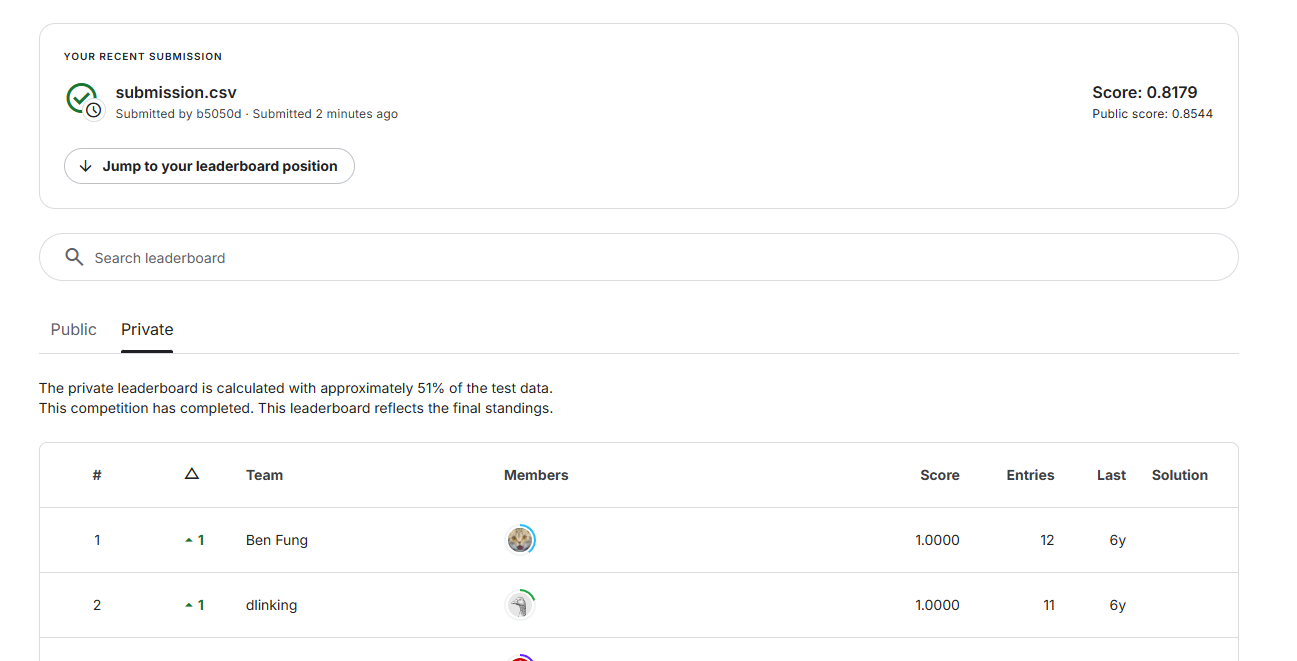 YOUR RECENT SUBMISSION
submission.csv
Submitted by b5050d · Submitted 2 minutes ago
Score: 0.8179
Public score: 0.8544
Jump to your leaderboard position
Search leaderboard
Public Private
The private leaderboard is calculated with approximately 51% of the test data.
This competition has completed. This leaderboard reflects the final standings.
# △ Team Members Score Entries Last Solution
1 1 Ben Fung 1.0000 12 6y
2 1 dlinking 1.0000 11 6y